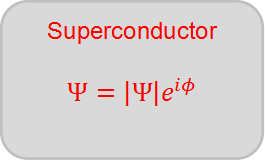 Superconductor
Ψ = |Ψ|e^{iϕ}